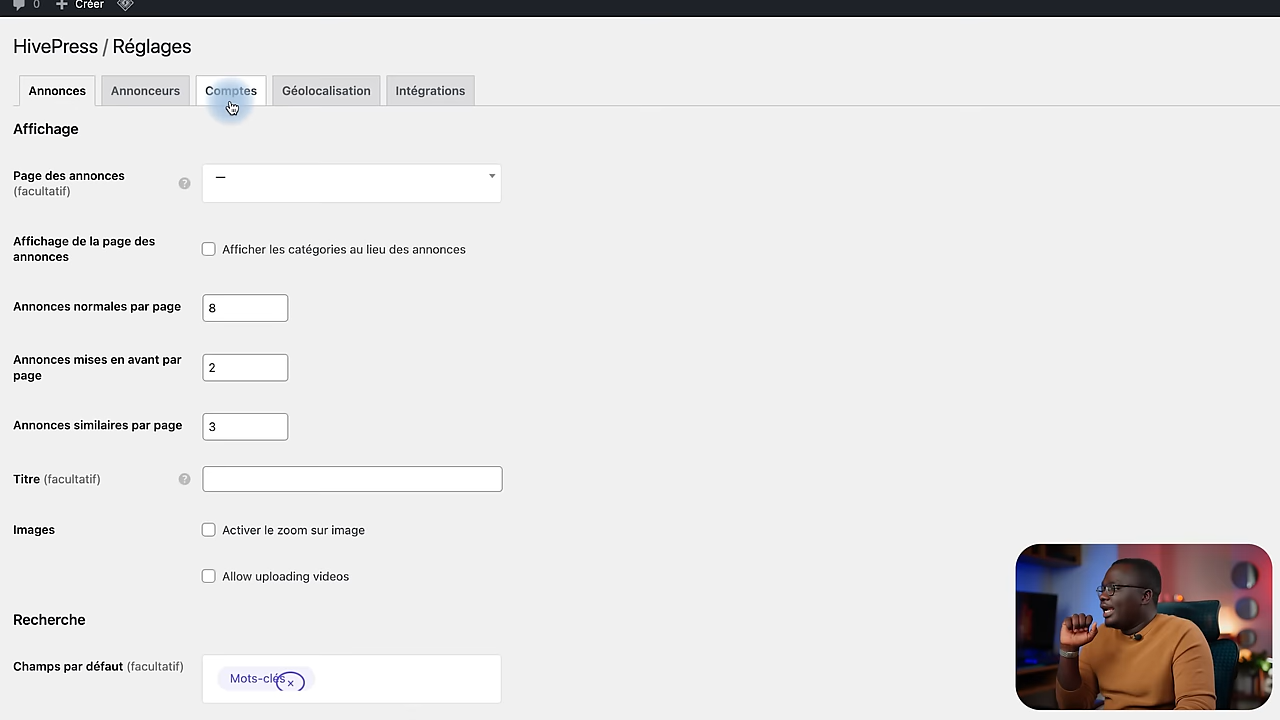 0 Créer
HivePress / Réglages
Annonces Annonceurs Comptes Géolocalisation Intégrations
Affichage
Page des annonces
(facultatif)
?
—
Affichage de la page des
annonces
Afficher les catégories au lieu des annonces
Annonces normales par page
8
Annonces mises en avant par
page
2
Annonces similaires par page
3
Titre (facultatif)
?
Images
Activer le zoom sur image
Allow uploading videos
Recherche
Champs par défaut (facultatif)
Mots-clés ×